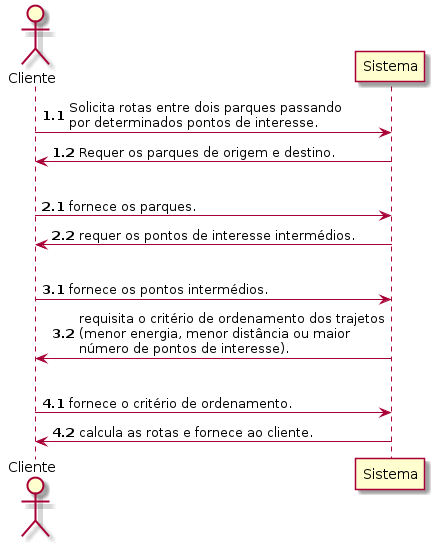 Cliente
Sistema
1.1 Solicita rotas entre dois parques passando
por determinados pontos de interesse.
1.2 Requer os parques de origem e destino.
2.1 fornece os parques.
2.2 requer os pontos de interesse intermédios.
3.1 fornece os pontos intermédios.
requisita o critério de ordenamento dos trajetos
3.2 (menor energia, menor distância ou maior
número de pontos de interesse).
4.1 fornece o critério de ordenamento.
4.2 calcula as rotas e fornece ao cliente.
Cliente
Sistema